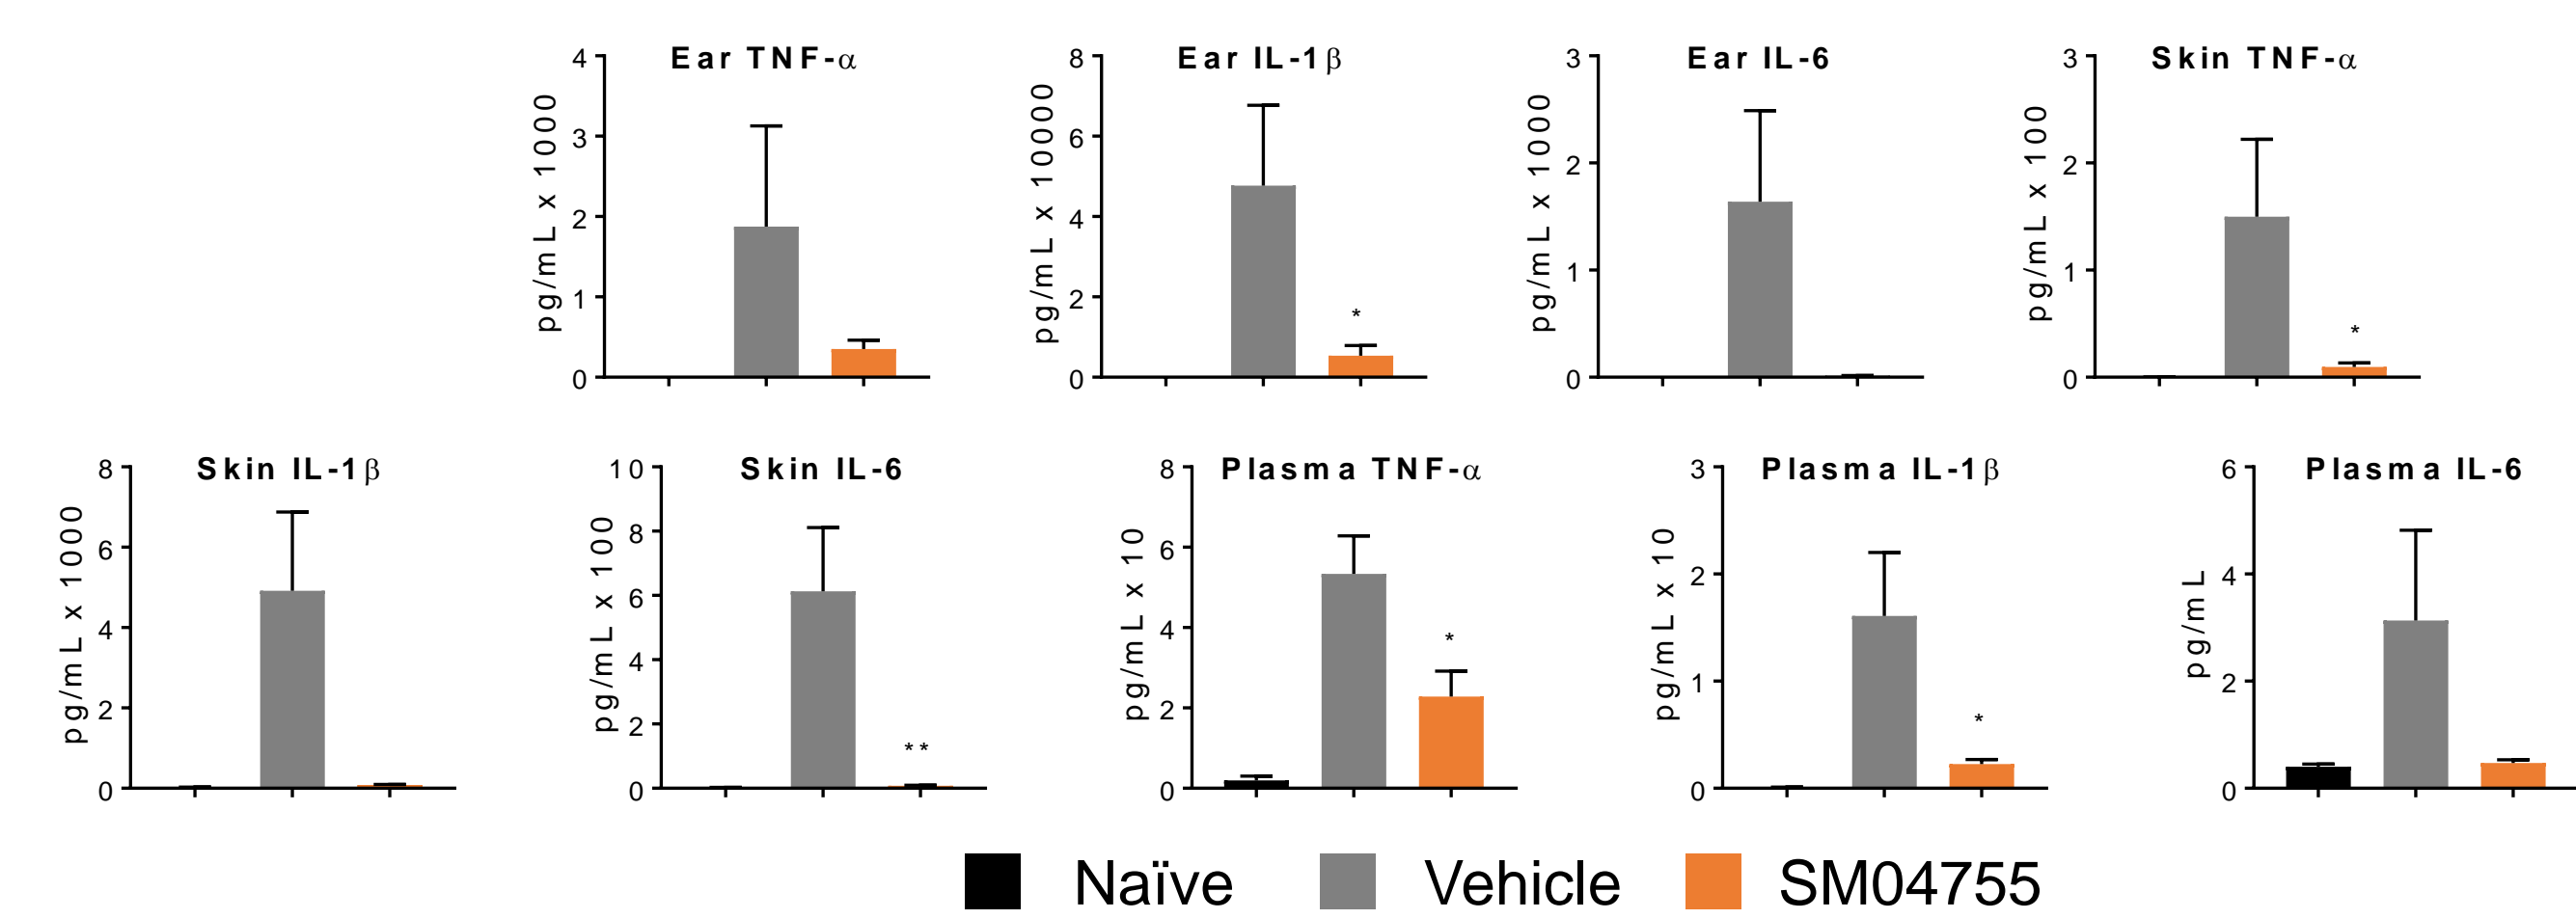 Ear TNF-α
pg/mL x 1000
4
3
2
1
0
Ear IL-1β
pg/mL x 10000
8
6
4
2
0
*
Ear IL-6
pg/mL x 1000
3
2
1
0
Skin TNF-α
pg/mL x 100
3
2
1
0
*
Skin IL-1β
pg/mL x 1000
8
6
4
2
0
Skin IL-6
pg/mL x 100
10
8
6
4
2
0
**
Plasma TNF-α
pg/mL x 10
8
6
4
2
0
*
Plasma IL-1β
pg/mL x 10
3
2
1
0
*
Plasma IL-6
pg/mL
6
4
2
0
Naïve Vehicle SM04755